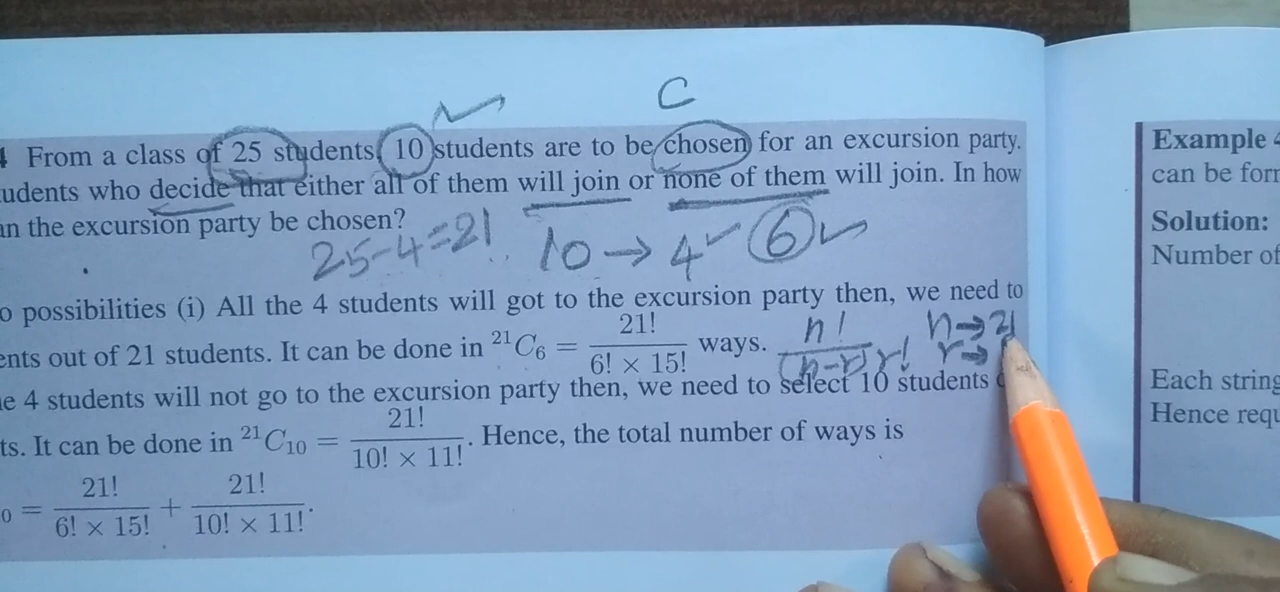 C
From a class of 25 students, 10 students are to be chosen for an excursion party.
udents who decide that either all of them will join or none of them will join. In how
an the excursion party be chosen?
25-4=21 10 → 4 6
o possibilities (i) All the 4 students will got to the excursion party then, we need to
ents out of 21 students. It can be done in ²¹C₆ = 21! / (6! × 15!) ways. n! / (n-r)! r! n→21
r→
e 4 students will not go to the excursion party then, we need to select 10 students
ts. It can be done in ²¹C₁₀ = 21! / (10! × 11!). Hence, the total number of ways is
0 = 21! / (6! × 15!) + 21! / (10! × 11!).
Example
can be for
Solution:
Number of
Each string
Hence requ